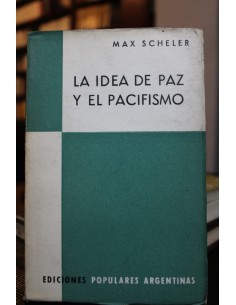 MAX SCHELER
LA IDEA DE PAZ
Y EL PACIFISMO
EDICIONES POPULARES ARGENTINAS